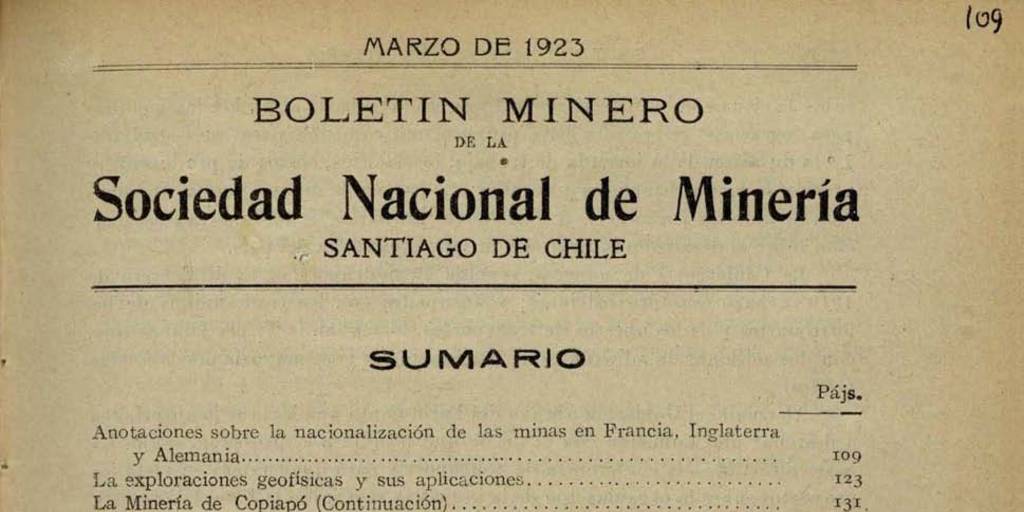 109
MARZO DE 1923
BOLETIN MINERO
DE LA
Sociedad Nacional de Minería
SANTIAGO DE CHILE
SUMARIO
Pájs.
Anotaciones sobre la nacionalización de las minas en Francia, Inglaterra
y Alemania........................................................................ 109
La exploraciones geofísicas y sus aplicaciones.............................. 123
La Minería de Copiapó (Continuación)........................................ 131